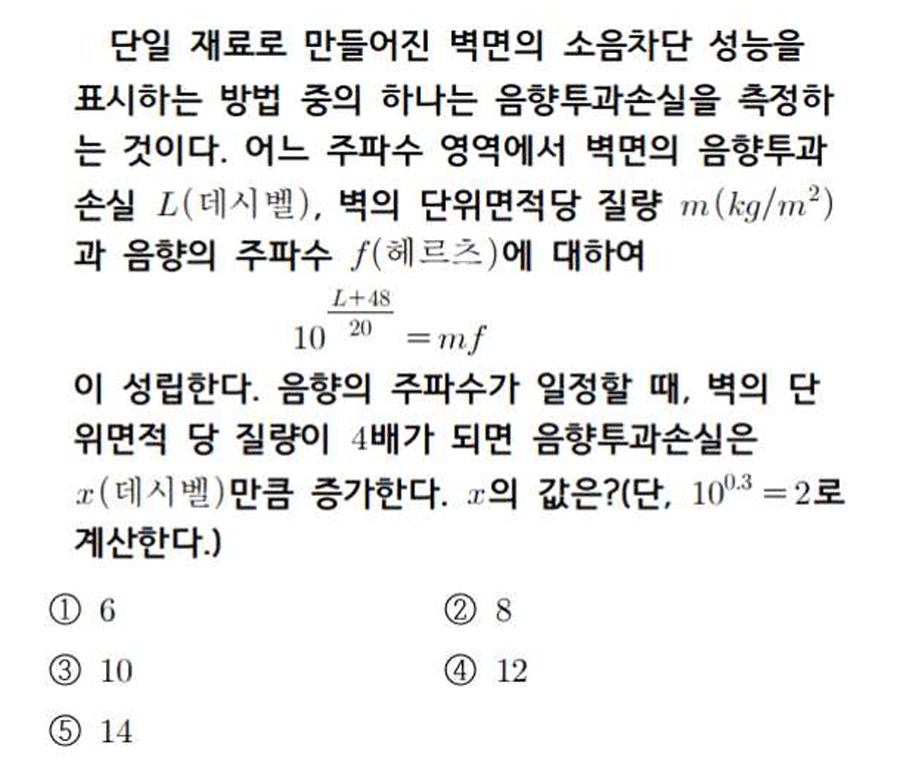 단일 재료로 만들어진 벽면의 소음차단 성능을
표시하는 방법 중의 하나는 음향투과손실을 측정하
는 것이다. 어느 주파수 영역에서 벽면의 음향투과
손실 L(데시벨), 벽의 단위면적당 질량 m(kg/m²)
과 음향의 주파수 f(헤르츠)에 대하여
10^{\frac{L+48}{20}} = mf
이 성립한다. 음향의 주파수가 일정할 때, 벽의 단
위면적 당 질량이 4배가 되면 음향투과손실은
x(데시벨)만큼 증가한다. x의 값은?(단, 10^{0.3} = 2로
계산한다.)
① 6 ② 8
③ 10 ④ 12
⑤ 14